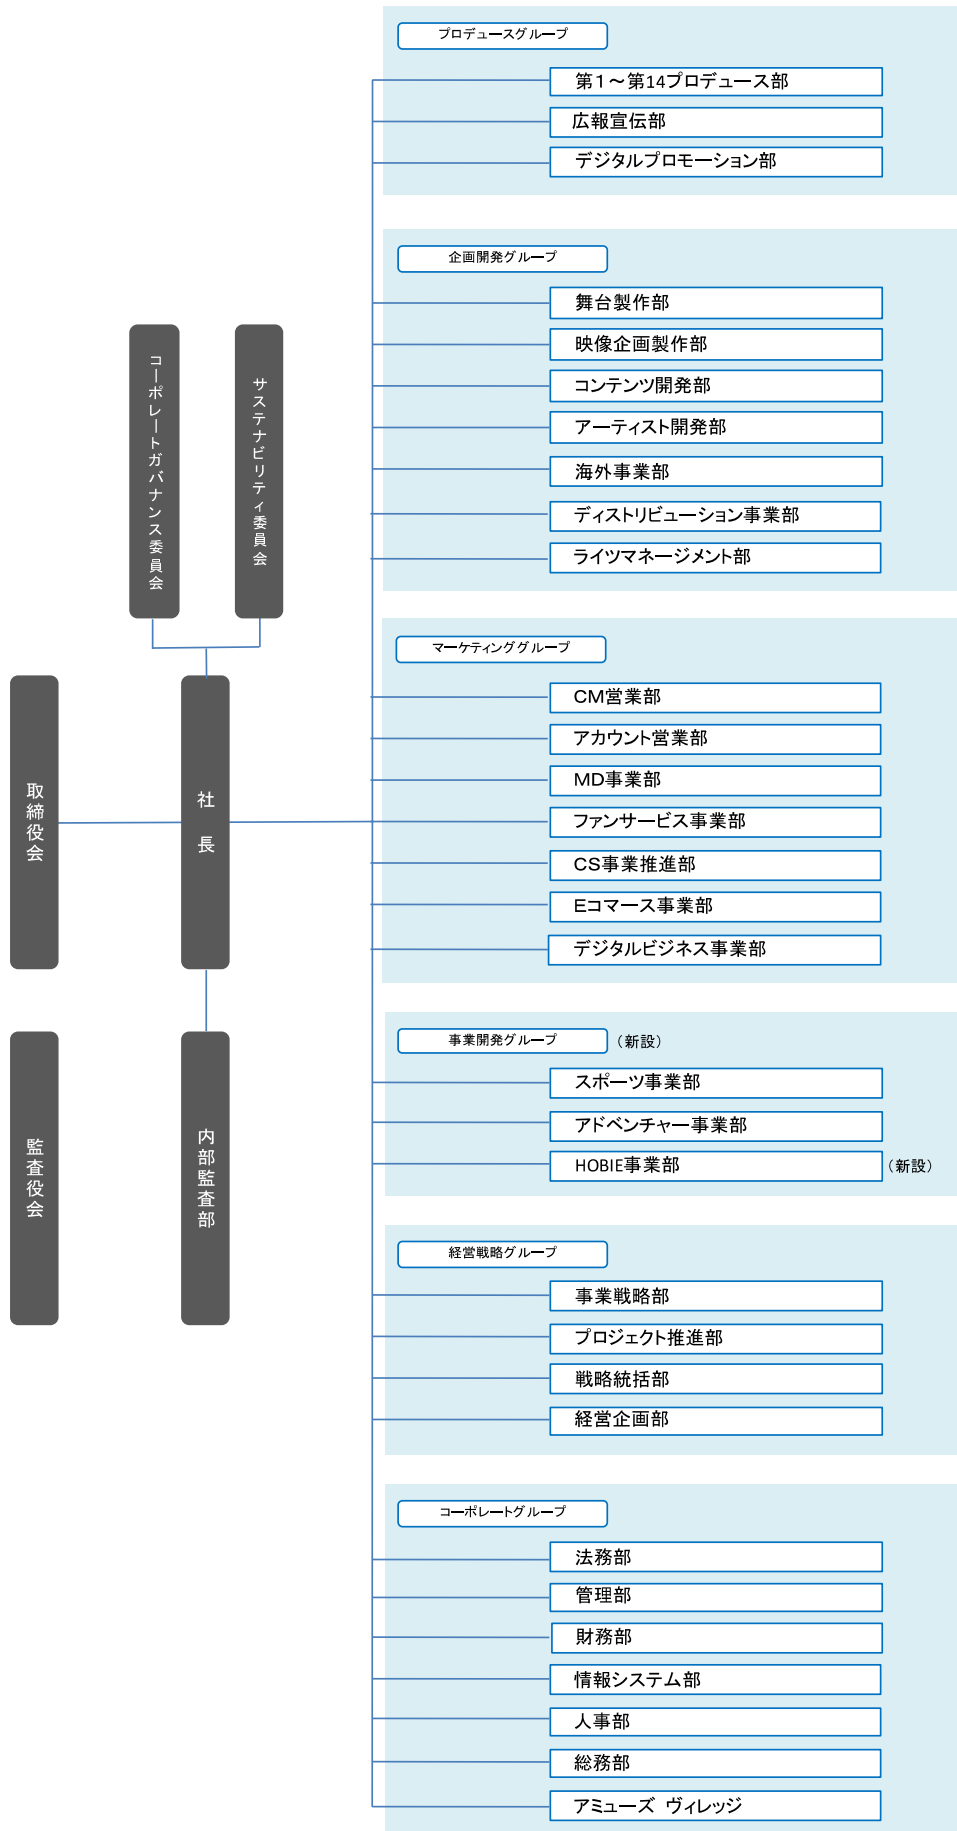 プロデュースグループ
第１～第14プロデュース部
広報宣伝部
デジタルプロモーション部
企画開発グループ
舞台製作部
映像企画製作部
コンテンツ開発部
アーティスト開発部
海外事業部
ディストリビューション事業部
ライツマネージメント部
コーポレートガバナンス委員会
サステナビリティ委員会
取締役会
社長
監査役会
内部監査部
マーケティンググループ
CM営業部
アカウント営業部
MD事業部
ファンサービス事業部
CS事業推進部
Eコマース事業部
デジタルビジネス事業部
事業開発グループ（新設）
スポーツ事業部
アドベンチャー事業部
HOBIE事業部（新設）
経営戦略グループ
事業戦略部
プロジェクト推進部
戦略統括部
経営企画部
コーポレートグループ
法務部
管理部
財務部
情報システム部
人事部
総務部
アミューズ ヴィレッジ